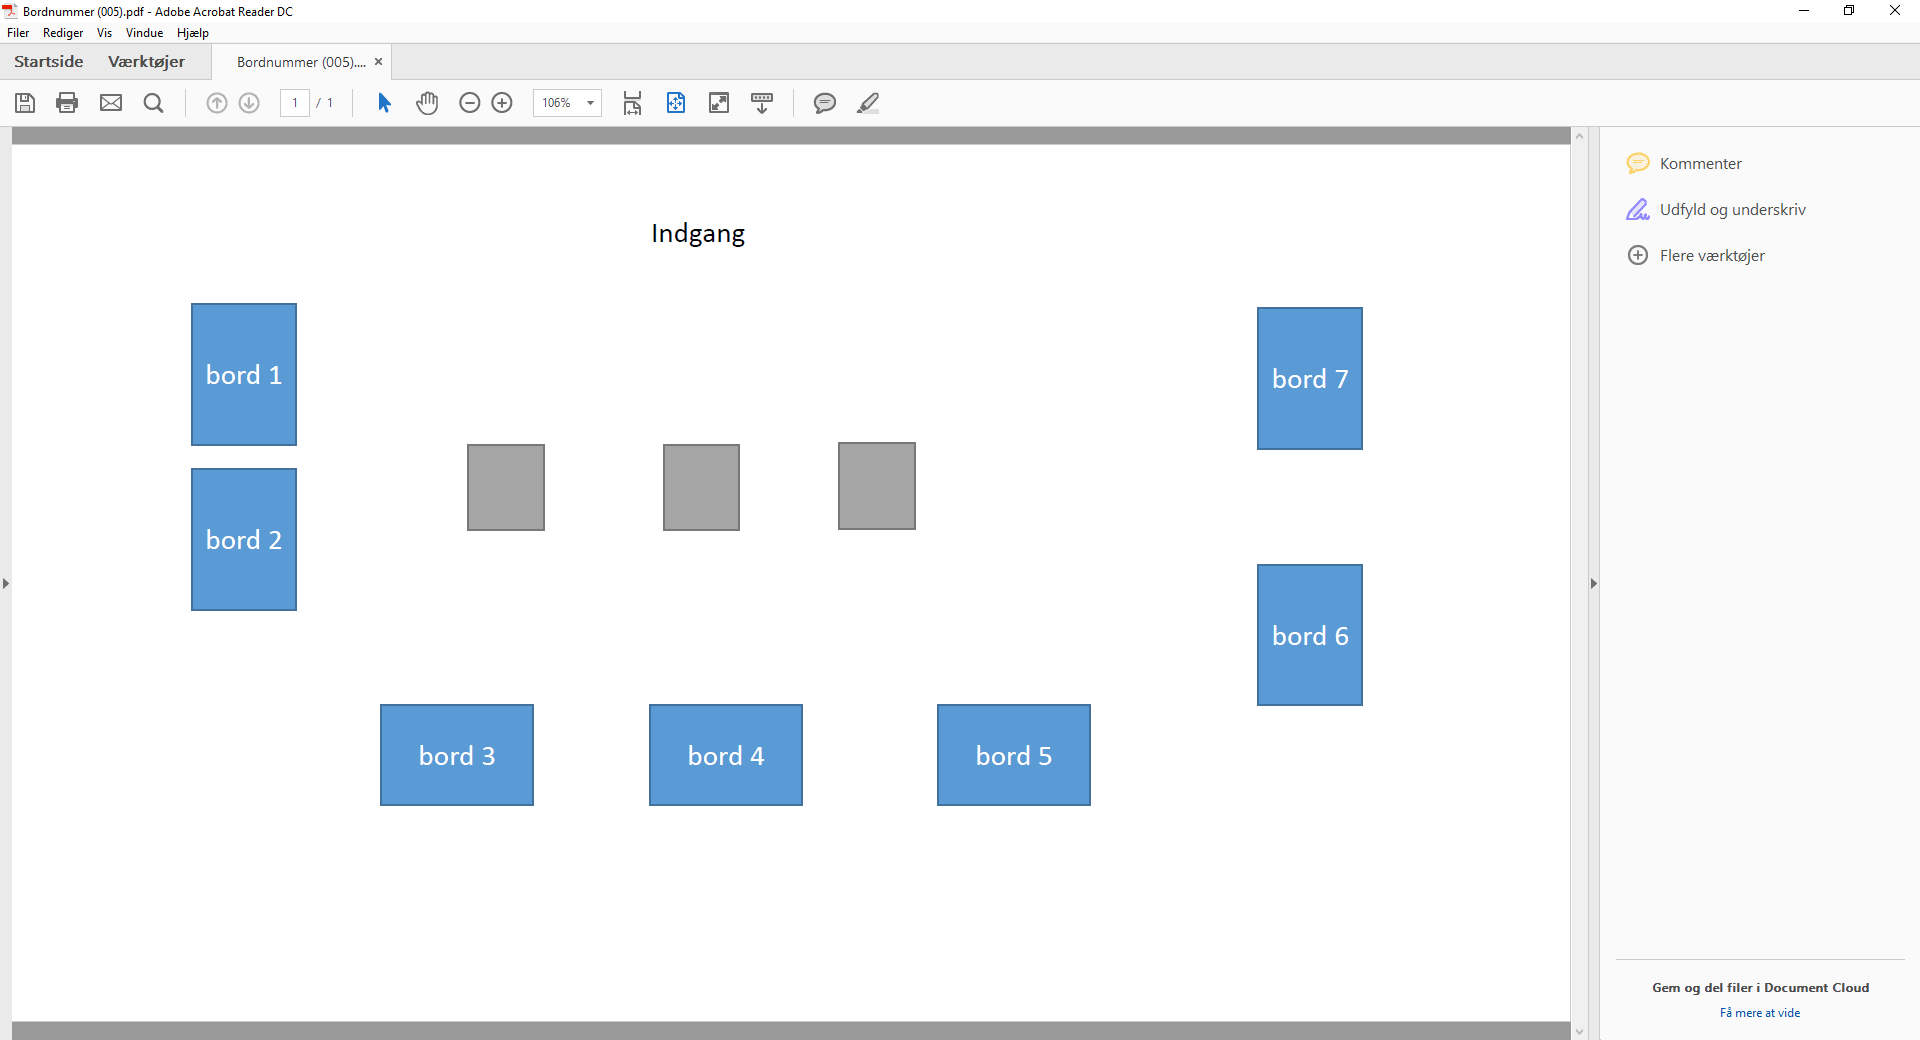 Bordnummer (005).pdf - Adobe Acrobat Reader DC
Filer Rediger Vis Vindue Hjælp
Startside Værktøjer Bordnummer (005)....
1 / 1 106%
Indgang
bord 1
bord 7
bord 2
bord 6
bord 3 bord 4 bord 5
Kommenter
Udfyld og underskriv
Flere værktøjer
Gem og del filer i Document Cloud
Få mere at vide